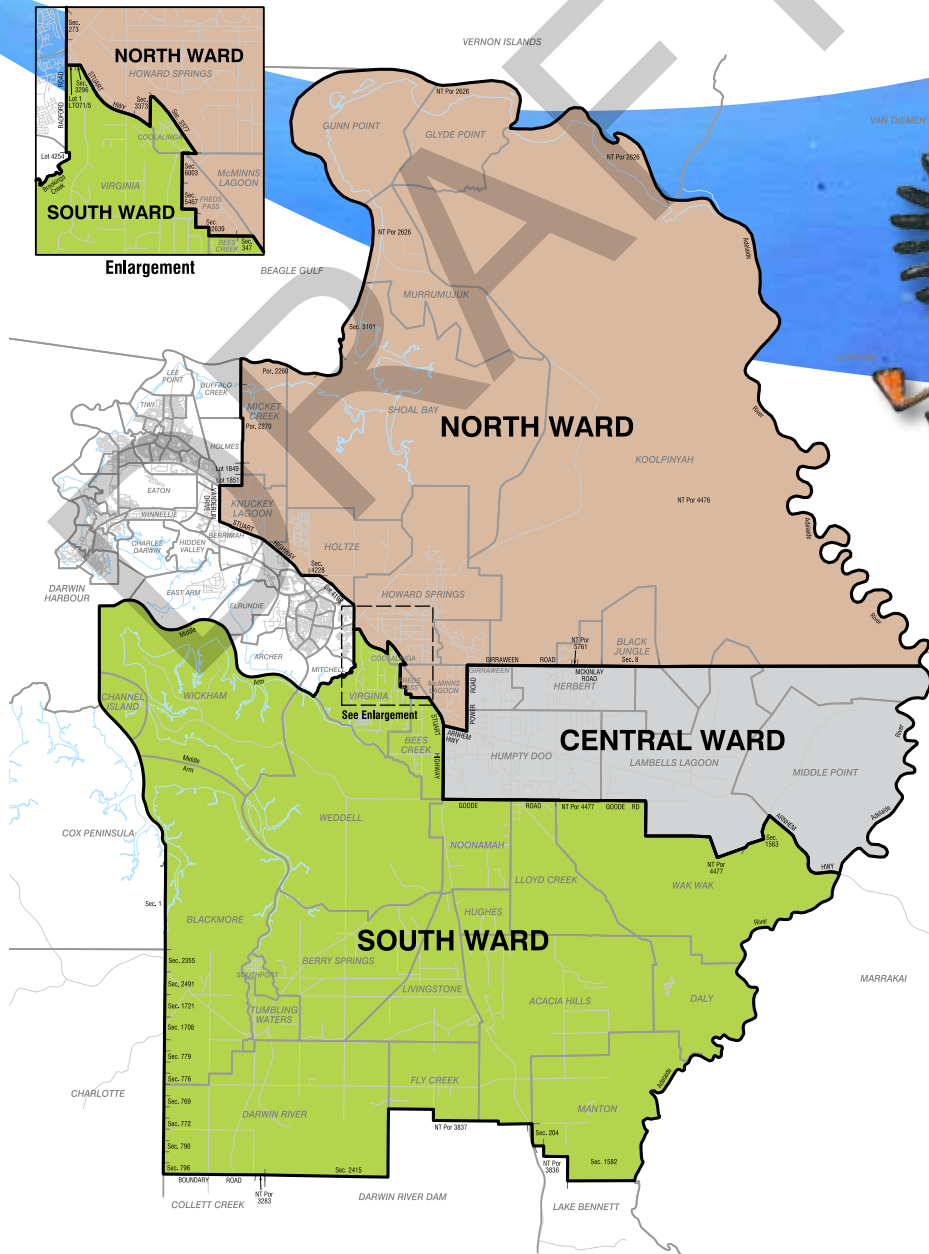 Sec.
273
NORTH WARD
HOWARD SPRINGS
RADFORD ROAD
Sec.
3296
Lot 1
LTO71/5
STUART
HWY
Sec.
3373
Sec. 3377
COOLALINGA
Lot 4254
Brookings
Creek
VIRGINIA
Sec.
6003
McMINNS
LAGOON
Sec.
5467
FREDS
PASS
SOUTH WARD
Sec.
2639
BEES
CREEK
Sec.
347
Enlargement
DRAFT
VERNON ISLANDS
NT Por 2626
GUNN POINT
GLYDE POINT
NT Por 2626
VAN DIEMEN
NT Por 2626
Adelaide
BEAGLE GULF
MURRUMUJUK
Sec. 3101
LEE
POINT
BUFFALO
CREEK
TIWI
Por. 2260
MICKET
CREEK
Por. 2270
SHOAL BAY
NORTH WARD
River
HOLMES
KOOLPINYAH
Lot 1849
Lot 1851
EATON
VANDERLIN
DRIVE
KNUCKEY
LAGOON
NT Por 4476
WINNELLIE
STUART
HIGHWAY
BERRIMAH
CHARLES
DARWIN
HIDDEN
VALLEY
HOLTZE
Adelaide
Sec.
4228
DARWIN
HARBOUR
EAST ARM
ELRUNDIE
HOWARD SPRINGS
River
Middle
Arm
ARCHER
MITCHELL
COOLALINGA
NT Por
5761
BLACK
JUNGLE
Sec. 8
GIRRAWEEN ROAD
GIRRAWEEN
MCKINLAY
ROAD
CHANNEL
ISLAND
WICKHAM
VIRGINIA
FREDS
PASS
McMINNS
LAGOON
POWER ROAD
HERBERT
See Enlargement
BEES
CREEK
STUART
HIGHWAY
ARNHEM
HWY
CENTRAL WARD
River
HUMPTY DOO
LAMBELLS LAGOON
MIDDLE POINT
Middle
Arm
GOODE ROAD
NT Por 4477
GOODE RD
Adelaide
COX PENINSULA
WEDDELL
NOONAMAH
ARNHEM
HWY
Sec.
1563
NT Por
4477
LLOYD CREEK
WAK WAK
Sec. 1
BLACKMORE
HUGHES
River
SOUTH WARD
Sec. 2355
BERRY SPRINGS
SOUTHPORT
Sec. 2491
LIVINGSTONE
MARRAKAI
Sec. 1721
TUMBLING
WATERS
ACACIA HILLS
DALY
Sec. 1708
Sec. 779
Sec. 776
FLY CREEK
Adelaide
CHARLOTTE
Sec. 769
DARWIN RIVER
MANTON
Sec. 772
NT Por 3837
Sec. 204
Sec. 790
Sec. 796
Sec. 2415
NT Por
3836
Sec. 1582
BOUNDARY ROAD
NT Por
3283
COLLETT CREEK
DARWIN RIVER DAM
LAKE BENNETT